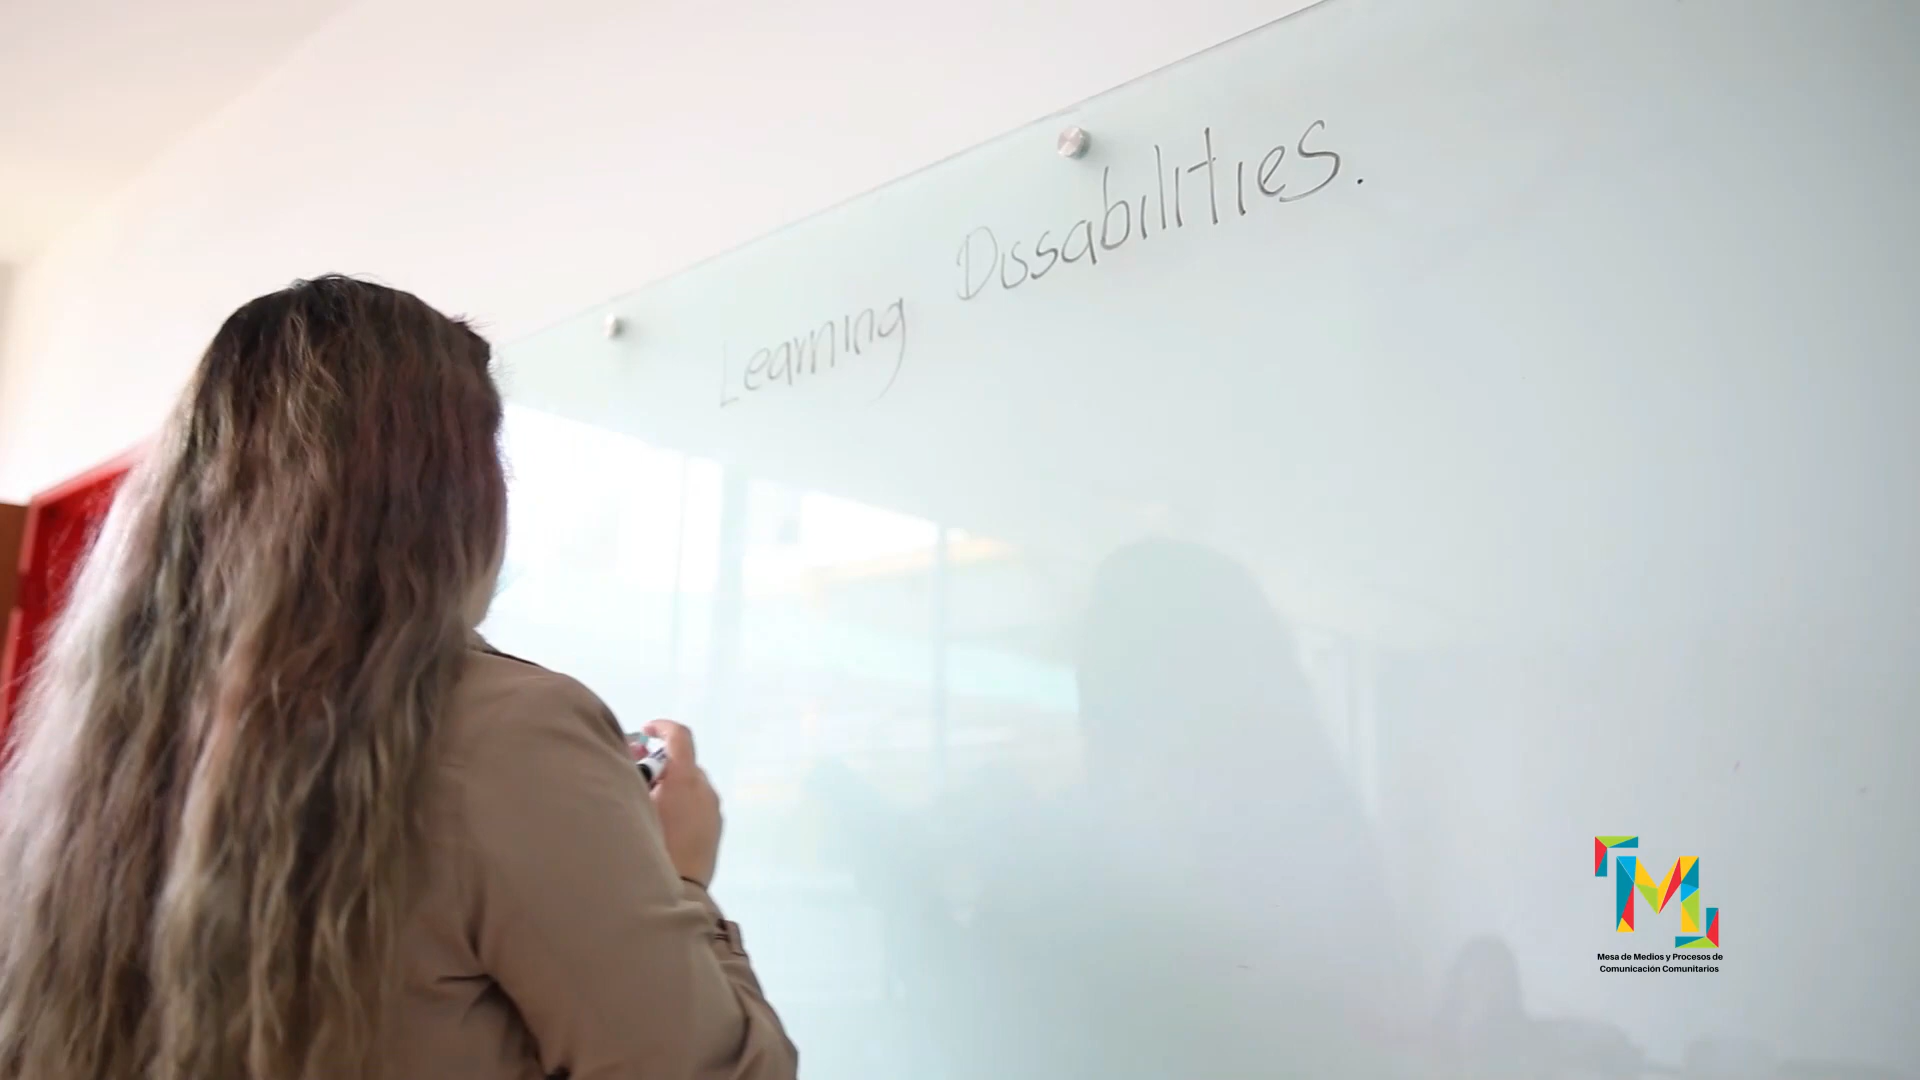 Learning Dissabilities.
Mesa de Medios y Procesos de
Comunicación Comunitarios